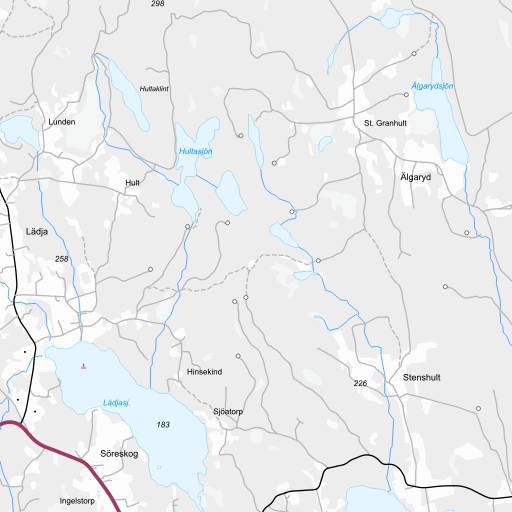 298
Hultaklint
Älgarydsjön
Lunden
St. Granhult
Hultasjön
Hult
Älgaryd
Lädja
258
Hinsekind
226
Stenshult
Lädjasj.
Sjöatorp
183
Söreskog
Ingelstorp